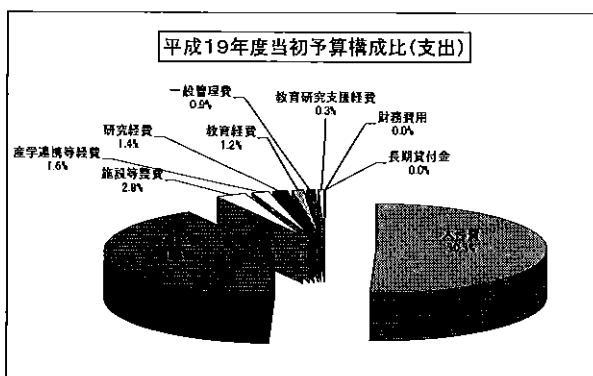 平成19年度当初予算構成比(支出)
一般管理費
0.9%
教育研究支援経費
0.3%
財務費用
0.0%
研究経費
1.4%
教育経費
1.2%
長期貸付金
0.0%
産学連携等経費
1.6%
施設等整費
2.8%
人件費